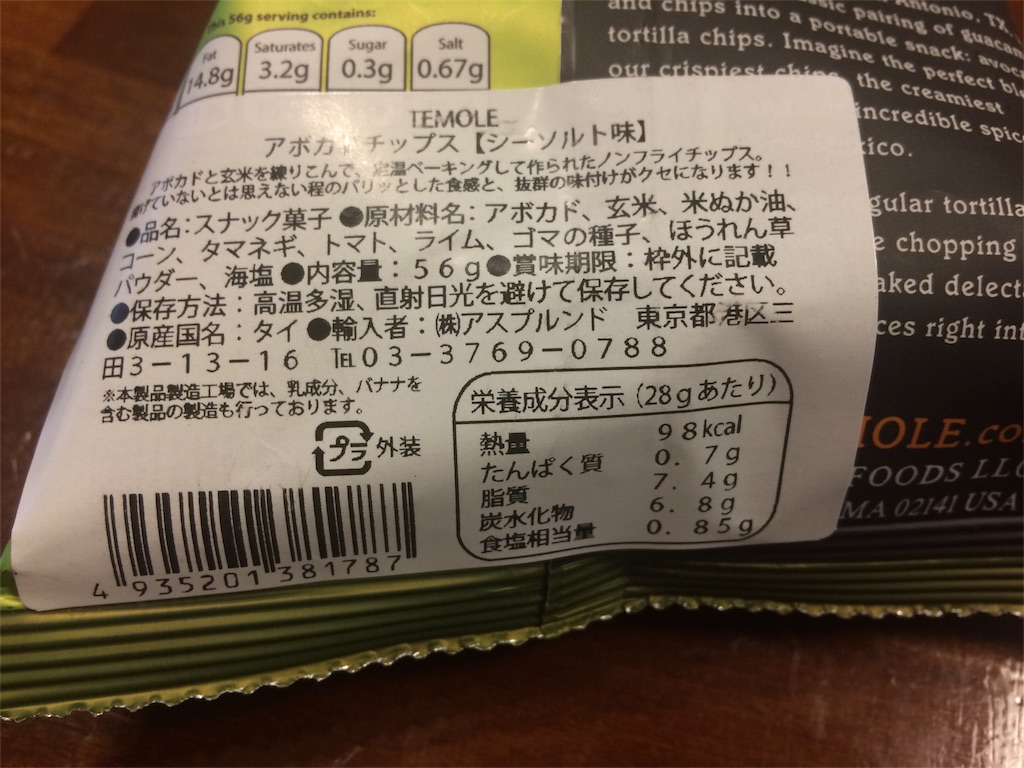 56g serving contains:
Fat
14.8g
Saturates
3.2g
Sugar
0.3g
Salt
0.67g
Antonio, TX,
pairing of
and chips into a portable snack:
tortilla chips. Imagine the perfect
our crispiest chips, the creamiest
incredible
TEMOLE
アボカ チップス【シーソルト味】
アボカドと玄米を練りこんで、 温ベーキングして作られたノンフライチップス。
げていないとは思えない程のパリッとした食感と、抜群の味付けがクセになります!!
●品名:スナック菓子 ●原材料名:アボカド、玄米、米ぬか油、
コーン、タマネギ、トマト、ライム、ゴマの種子、ほうれん草
パウダー、海塩 ●内容量:56g●賞味期限:枠外に記載
●保存方法:高温多湿、直射日光を避けて保存してください。
●原産国名:タイ ●輸入者:㈱アスプルンド 東京都港区三
田3-13-16 TEL03-3769-0788
※本製品製造工場では、乳成分、バナナを
含む製品の製造も行っております。
プラ 外装
栄養成分表示(28gあたり)
熱量 98kcal
たんぱく質 0.7g
脂質 7.4g
炭水化物 6.8g
食塩相当量 0.85g
4 935201 381787
tortilla
chopping
right
FOODS
MA 02141 USA